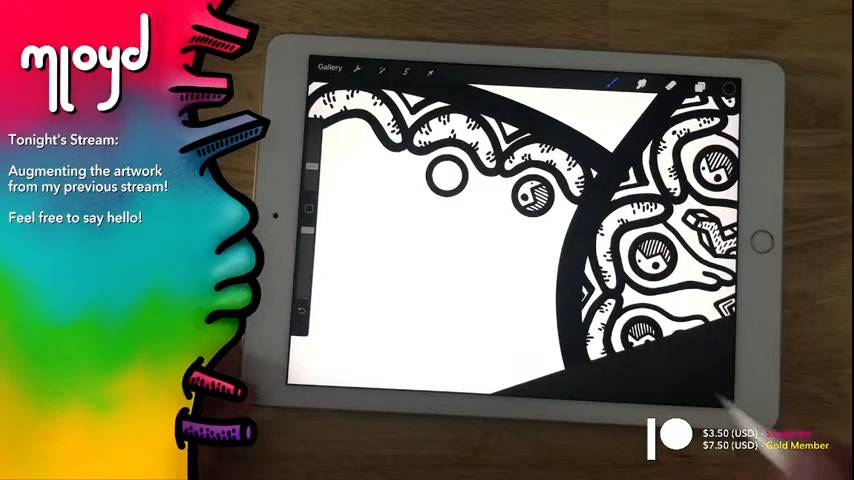 mloyd
Tonight's Stream:
Augmenting the artwork
from my previous stream!
Feel free to say hello!
Gallery
$3.50 (USD) -
$7.50 (USD) - Gold Member